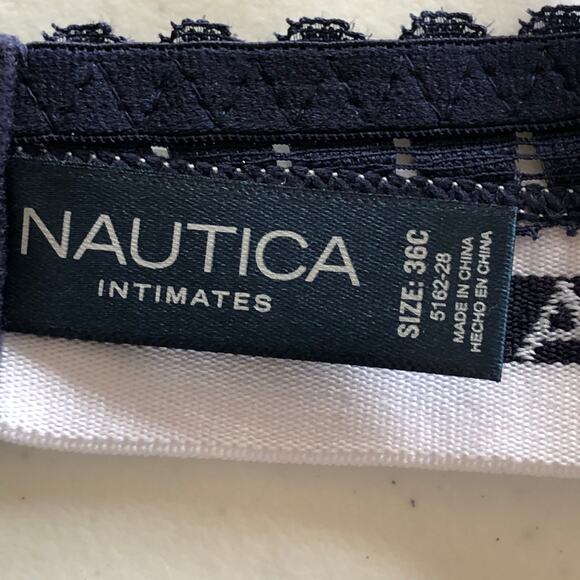 NAUTICA
INTIMATES
SIZE: 36C
5162-28
MADE IN CHINA
HECHO EN CHINA
A